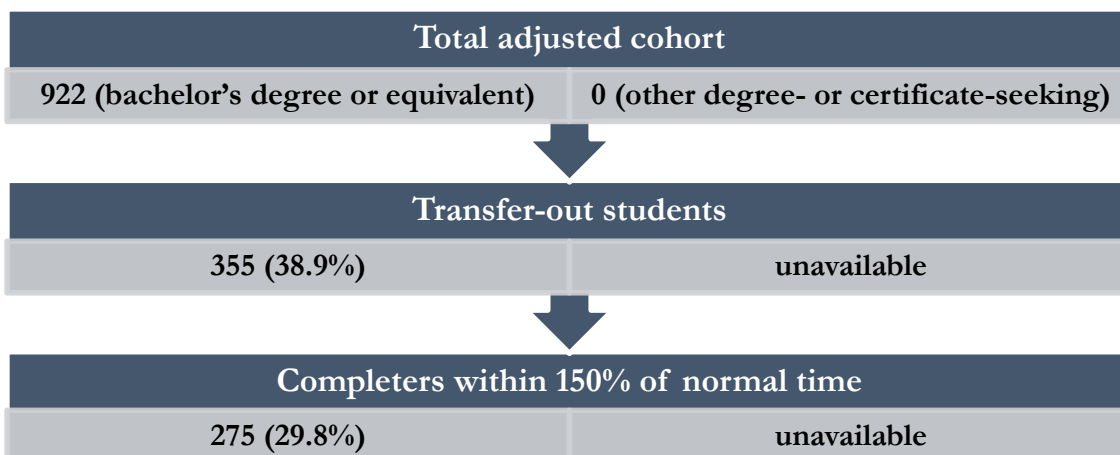 Total adjusted cohort
922 (bachelor’s degree or equivalent) 0 (other degree- or certificate-seeking)
Transfer-out students
355 (38.9%) unavailable
Completers within 150% of normal time
275 (29.8%) unavailable